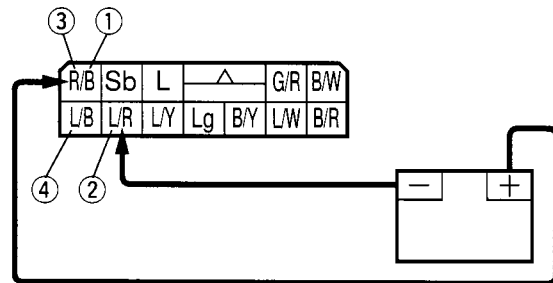 ③ ①
R/B Sb L G/R B/W
L/B L/R L/Y Lg B/Y L/W B/R
④ ②
− +